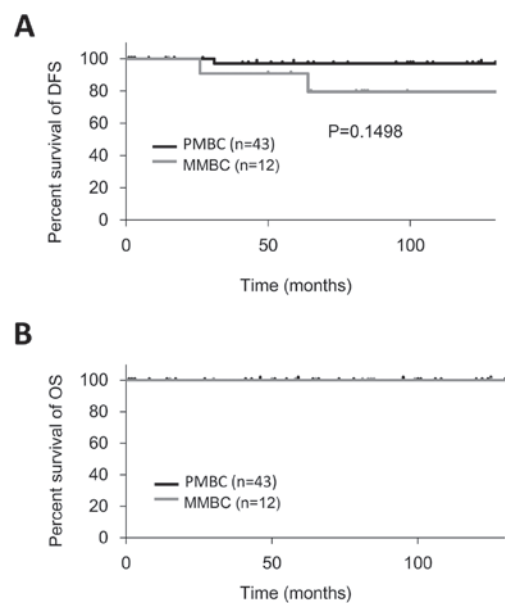 A
Percent survival of DFS
100
80
60
40
20
0
PMBC (n=43)
MMBC (n=12)
P=0.1498
0 50 100
Time (months)
B
Percent survival of OS
100
80
60
40
20
0
PMBC (n=43)
MMBC (n=12)
0 50 100
Time (months)